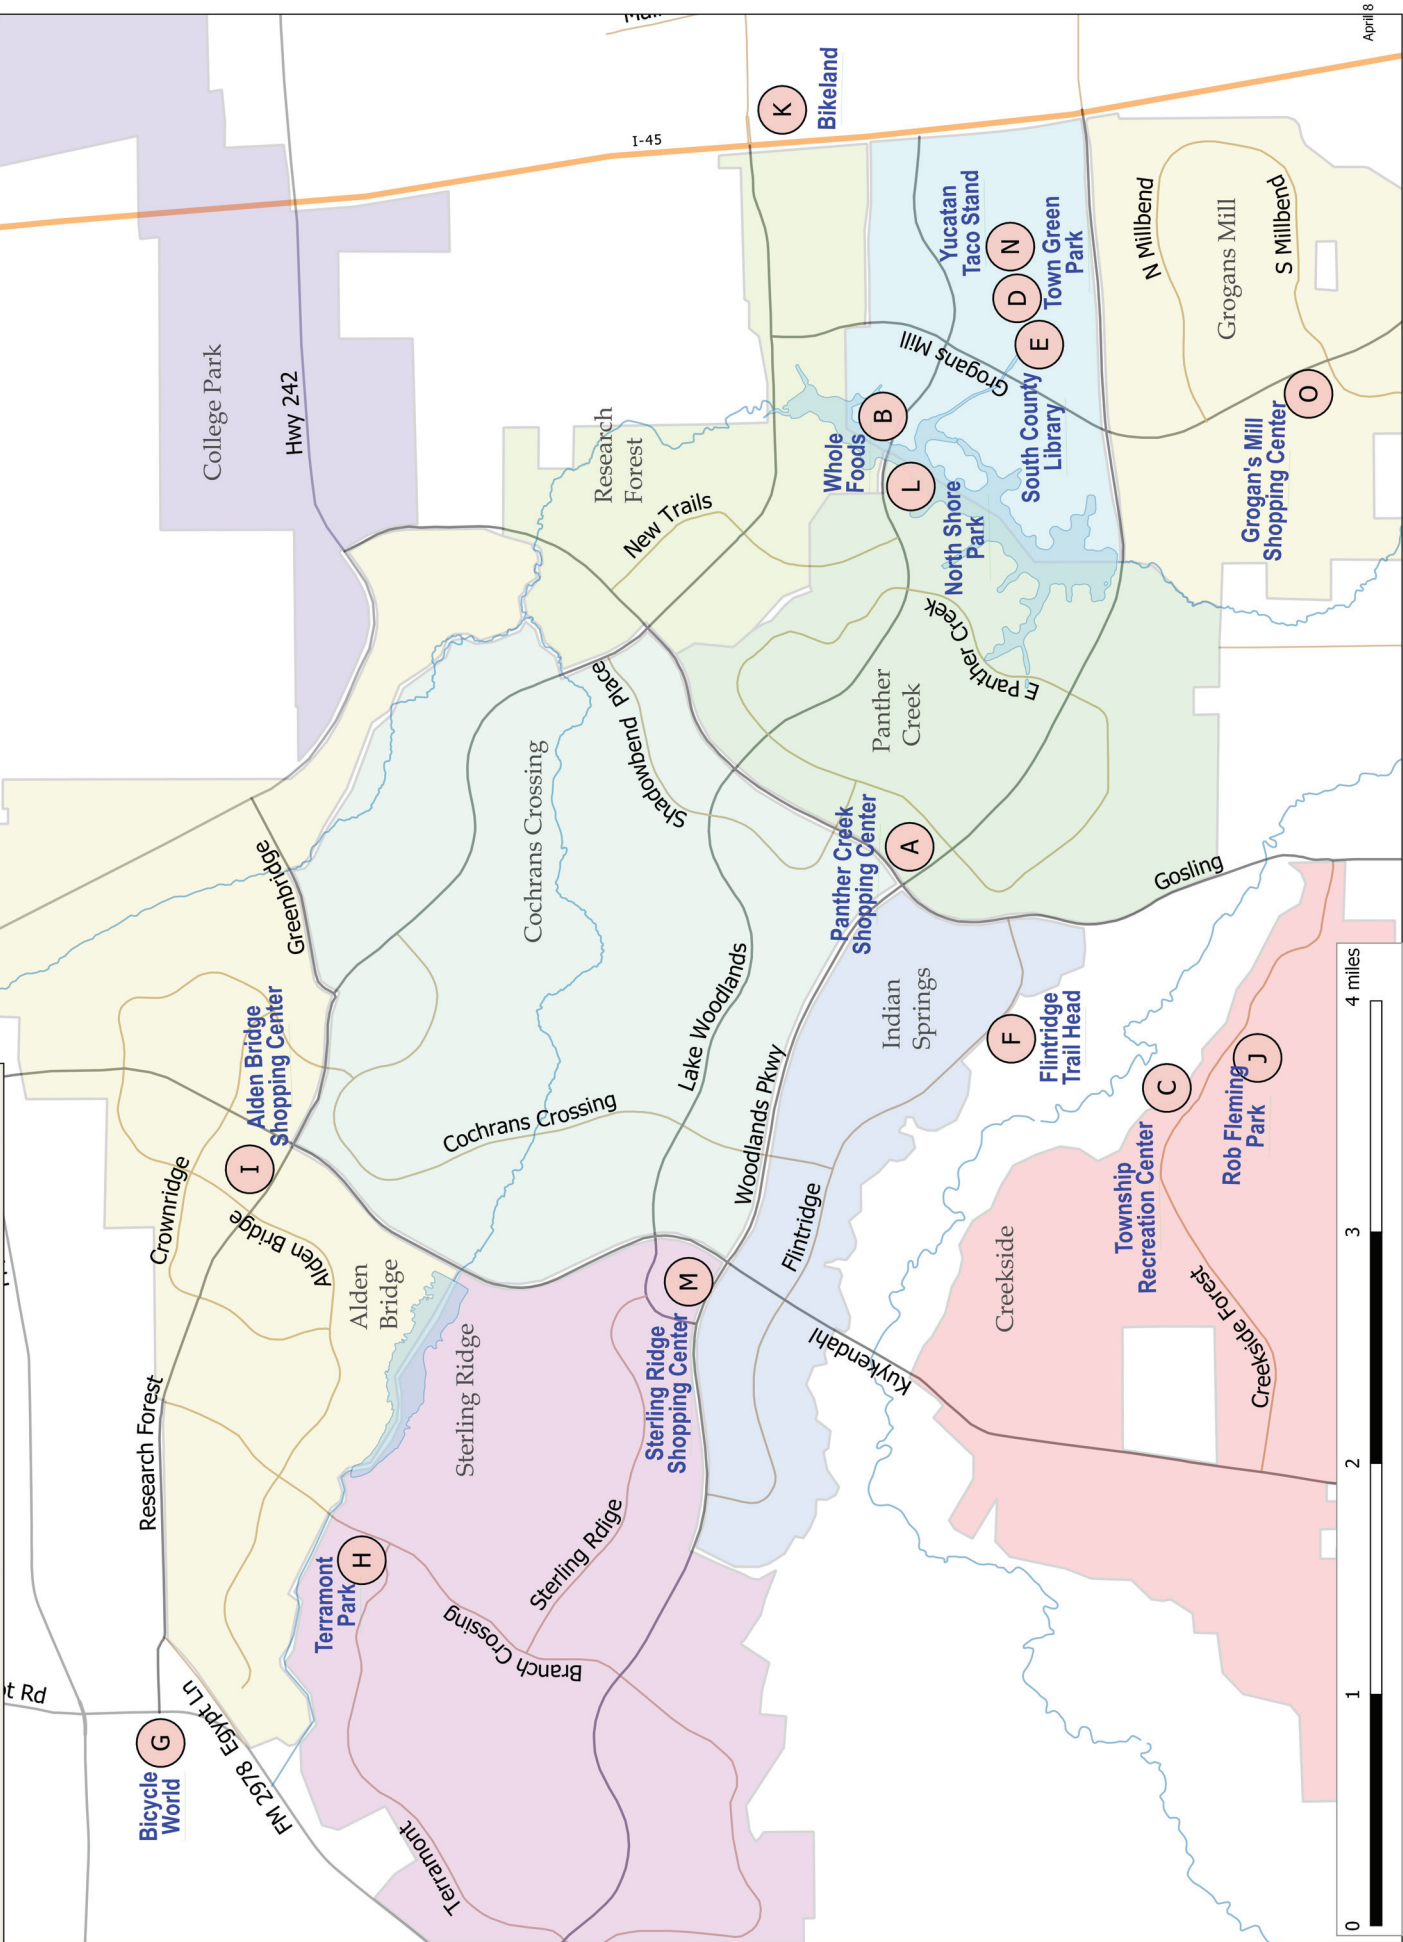 College Park
Hwy 242
I-45
K
Bikeland
Research
Forest
New Trails
Yucatan
Taco Stand
N
D
Town Green
Park
E
South County
Library
Grogans Mill
B
Whole
Foods
L
North Shore
Park
N Millbend
Grogans Mill
S Millbend
O
Grogan's Mill
Shopping Center
April 8
Greenbridge
Cochrans Crossing
Shadowbend Place
Panther
Creek
E Panther Creek
A
Panther Creek
Shopping Center
Gosling
Lake Woodlands
Woodlands Pkwy
Cochrans Crossing
Indian
Springs
F
Flintridge
Trail Head
Flintridge
C
Township
Recreation Center
J
Rob Fleming
Park
Creekside
Creekside Forest
Kuykendahl
I
Alden Bridge
Shopping Center
Crownridge
Alden Bridge
Alden
Bridge
Research Forest
Sterling Ridge
M
Sterling Ridge
Shopping Center
Sterling Rdige
H
Terramont
Park
Branch Crossing
Terramont
G
Bicycle
World
Egypt Ln
FM 2978
t Rd
0 1 2 3 4 miles